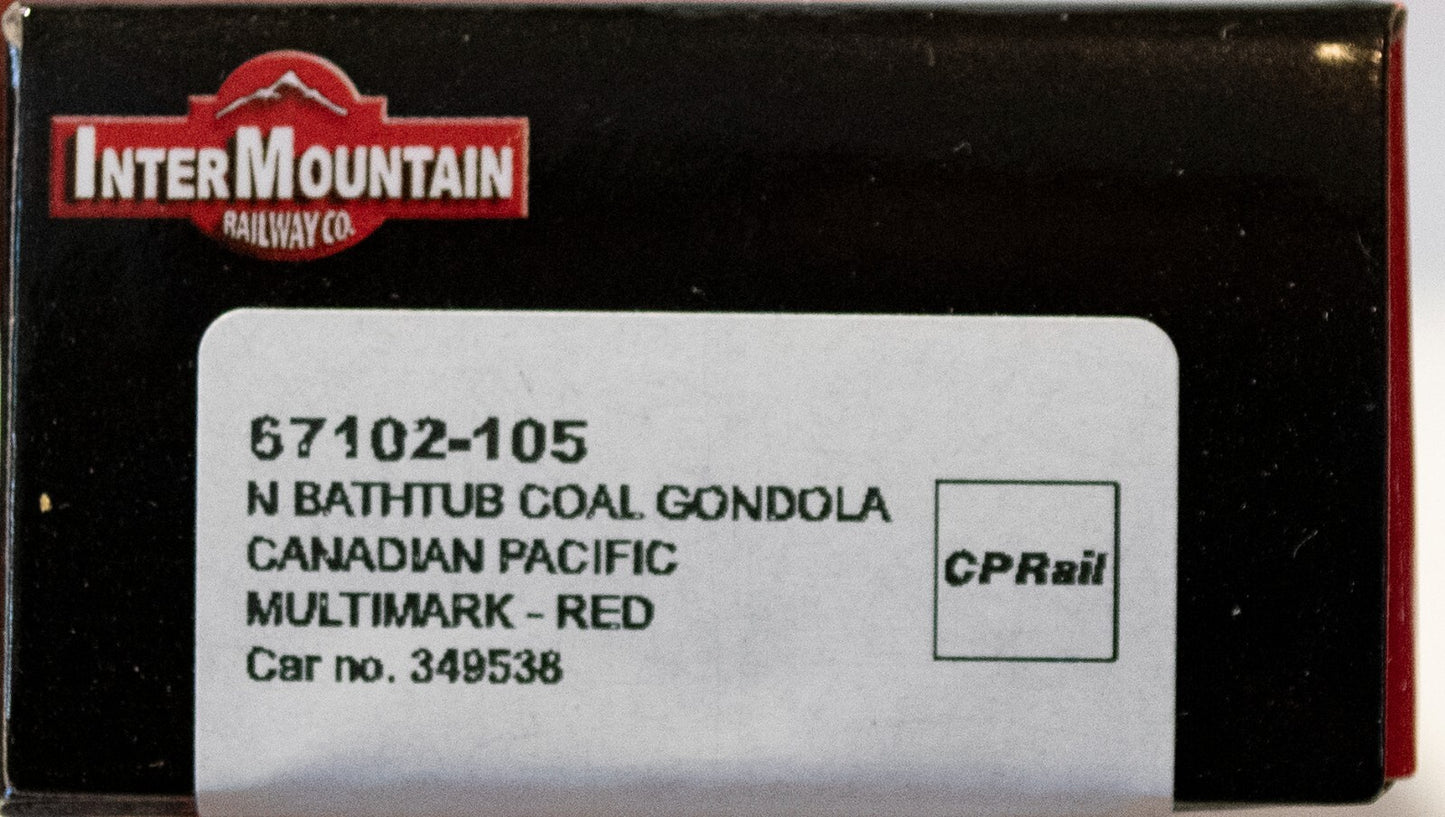 INTERMOUNTAIN
RAILWAY CO.
67102-105
N BATHTUB COAL GONDOLA
CANADIAN PACIFIC
MULTIMARK - RED
Car no. 349538
CPRail